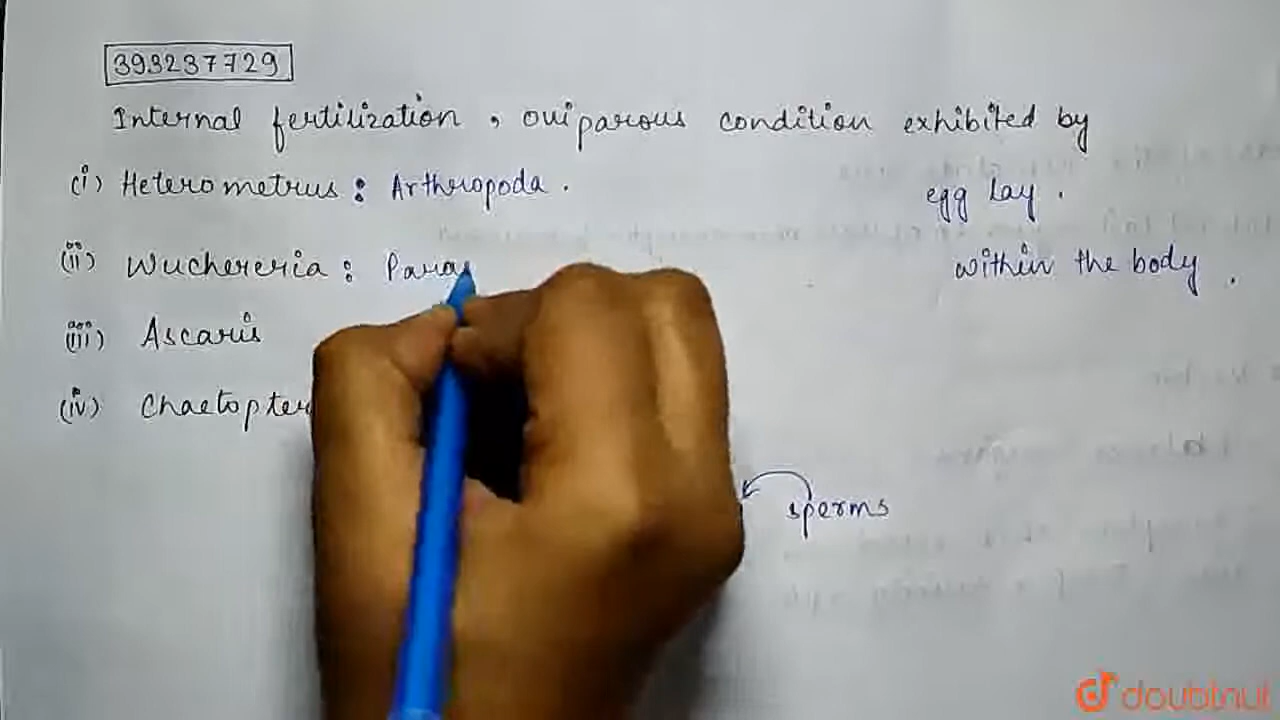 393237729
Internal fertilization, oviparous condition exhibited by
(i) Heterometrus : Arthropoda.
egg lay.
(ii) Wuchereria : Paras
within the body.
(iii) Ascaris
(iv) Chaetopter
sperms
doubtnut